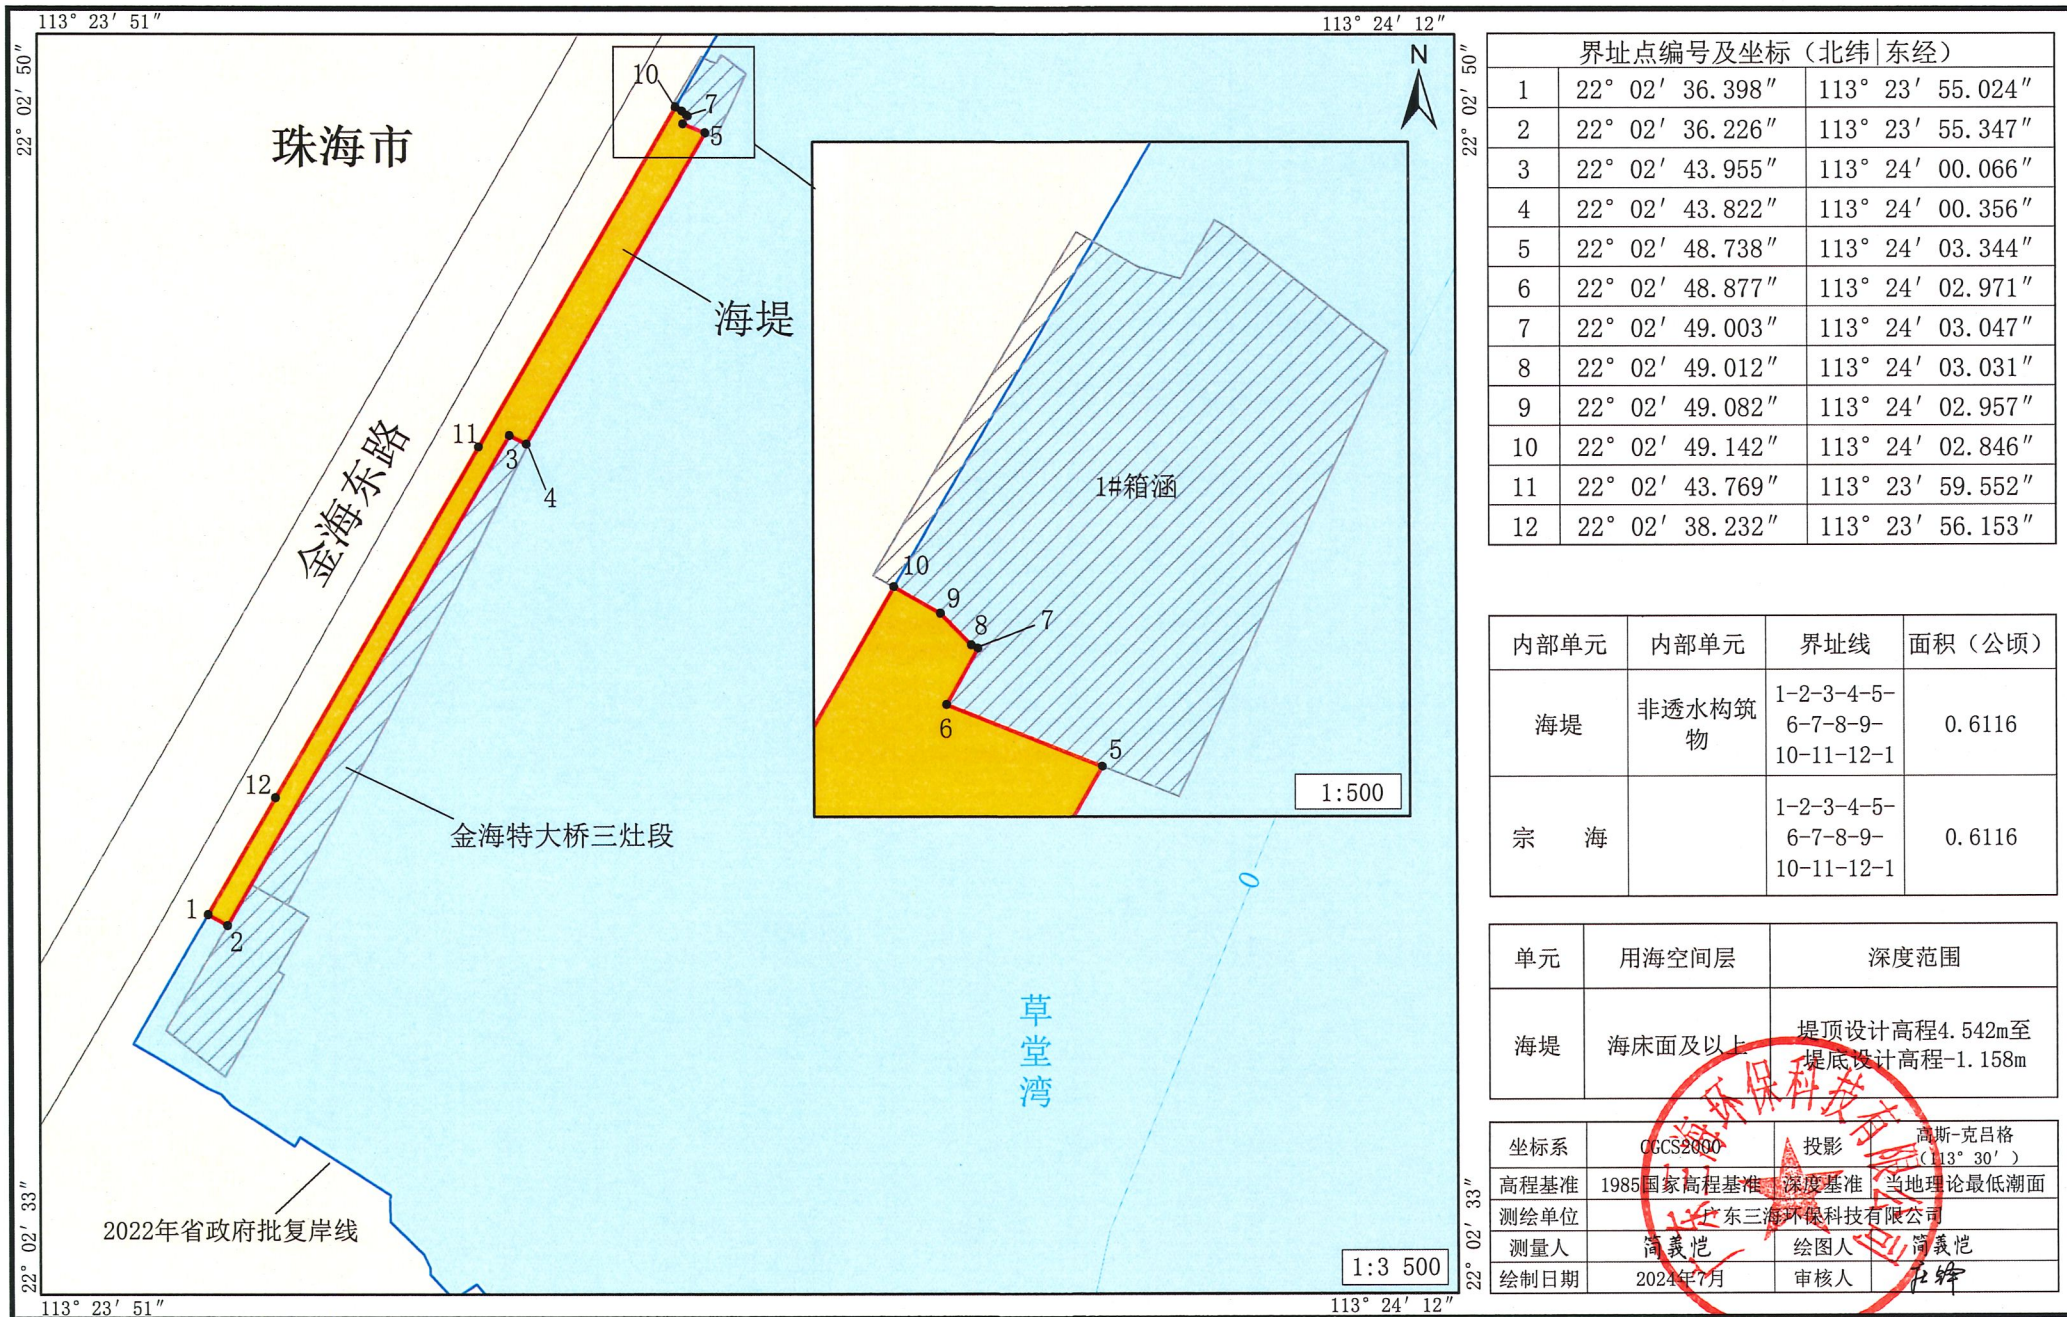 113° 23′ 51″
113° 24′ 12″
22° 02′ 50″
22° 02′ 50″
N
珠海市
10
7
5
海堤
金海东路
11
3
4
12
金海特大桥三灶段
1
2
10
9
8
7
6
5
1#箱涵
1:500
0
草堂湾
2022年省政府批复岸线
1:3 500
22° 02′ 33″
22° 02′ 33″
113° 23′ 51″
113° 24′ 12″
界址点编号及坐标（北纬|东经）
1 22° 02′ 36.398″ 113° 23′ 55.024″
2 22° 02′ 36.226″ 113° 23′ 55.347″
3 22° 02′ 43.955″ 113° 24′ 00.066″
4 22° 02′ 43.822″ 113° 24′ 00.356″
5 22° 02′ 48.738″ 113° 24′ 03.344″
6 22° 02′ 48.877″ 113° 24′ 02.971″
7 22° 02′ 49.003″ 113° 24′ 03.047″
8 22° 02′ 49.012″ 113° 24′ 03.031″
9 22° 02′ 49.082″ 113° 24′ 02.957″
10 22° 02′ 49.142″ 113° 24′ 02.846″
11 22° 02′ 43.769″ 113° 23′ 59.552″
12 22° 02′ 38.232″ 113° 23′ 56.153″
内部单元 内部单元 界址线 面积（公顷）
海堤 非透水构筑物 1-2-3-4-5-
6-7-8-9-
10-11-12-1 0.6116
宗 海 1-2-3-4-5-
6-7-8-9-
10-11-12-1 0.6116
单元 用海空间层 深度范围
海堤 海床面及以上 堤顶设计高程4.542m至
堤底设计高程-1.158m
坐标系 CGCS2000 投影 高斯-克吕格
（113° 30′）
高程基准 1985国家高程基准 深度基准 当地理论最低潮面
测绘单位 广东三海环保科技有限公司
测量人 简義恺 绘图人 简義恺
绘制日期 2024年7月 审核人
广东三海环保科技有限公司